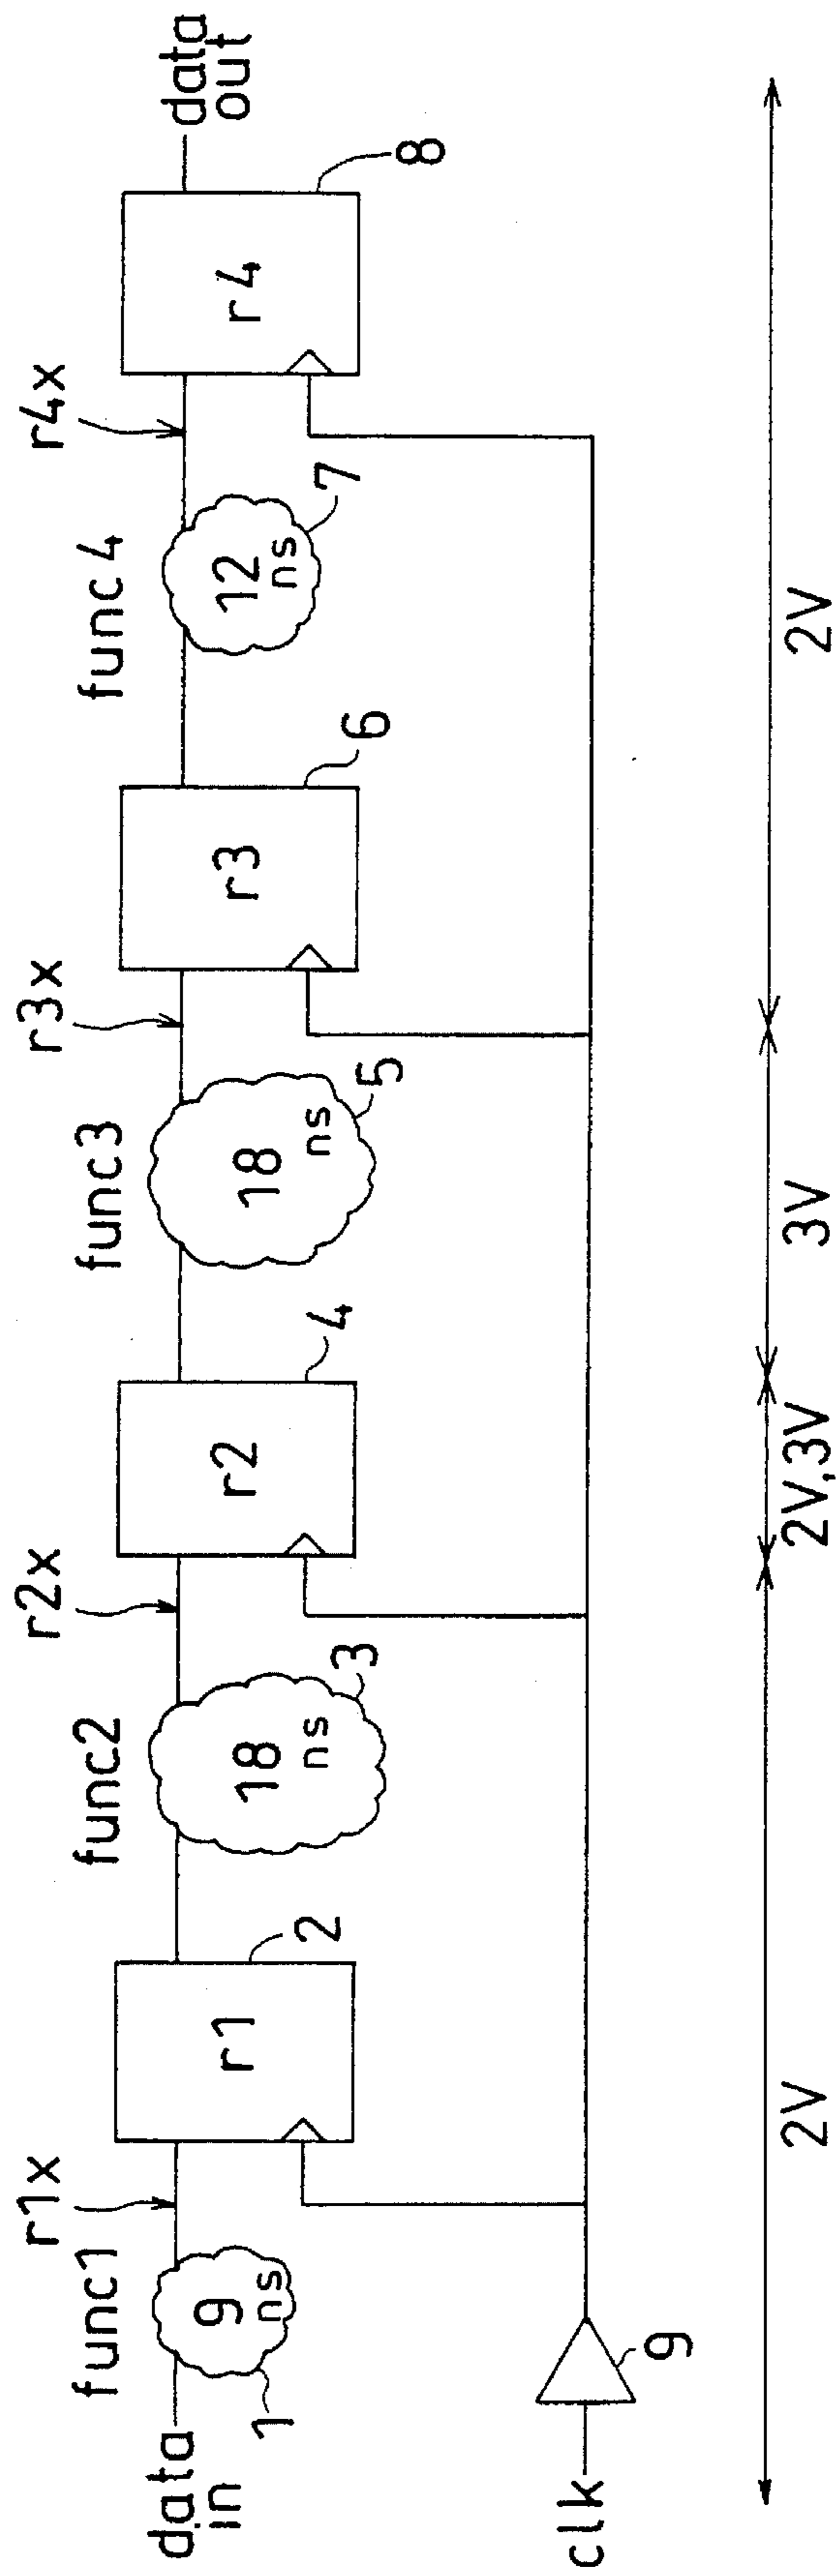 r1x
r2x
r3x
r4x
func1
func2
func3
func4
data
in
9
ns
1
r1
2
18
ns
3
r2
4
18
ns
5
r3
6
12
ns
7
r4
8
data
out
clk
9
2V
2V,3V
3V
2V